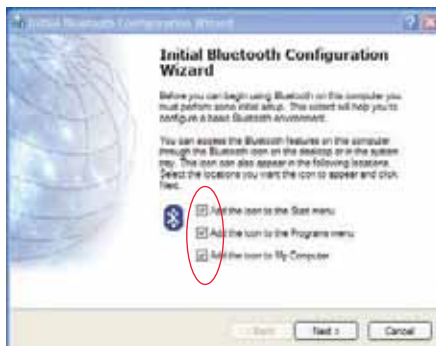 Initial Bluetooth Configuration Wizard
Initial Bluetooth Configuration
Wizard
Before you can begin using Bluetooth on this computer you
must perform some initial setup. This wizard will help you to
configure a basic Bluetooth environment.
You can access the Bluetooth features on this computer
through the Bluetooth icon on the desktop or in the system
tray. This icon can also appear in the following locations.
Select the locations you want the icon to appear and click
Next.
Add the icon to the Start menu
Add the icon to the Programs menu
Add the icon to My Computer
Next >
Cancel